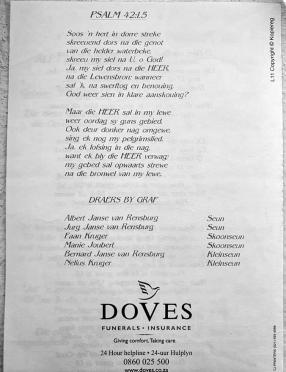 PSALM 42:1,5
Soos 'n hert in dorre streke
skreeuend dors na die genot
van die helder waterbeke,
skreeu my siel na U, o God!
Ja, my siel dors na die HEER,
na die Lewensbron: wanneer
sal 'k, na swerftog en benouing,
God weer sien in klare aanskouing?
Maar die HEER sal in my lewe
weer oordag sy guns gebied.
Ook deur donker nag omgewe,
sing ek nog my pelgrimslied.
Ja, ek lofsing in die nag,
want ek bly die HEER verwag:
my gebed sal opwaarts strewe
na die bronwel van my lewe.
DRAERS BY GRAF
Albert Janse van Rensburg Seun
Jurg Janse van Rensburg Seun
Faan Kruger Skoonseun
Manie Joubert Skoonseun
Bernard Janse van Rensburg Kleinseun
Nelius Kruger Kleinseun
DOVES
FUNERALS • INSURANCE
Giving comfort. Taking care.
24 Hour helpline • 24-uur Hulplyn
0860 025 500
www.doves.co.za